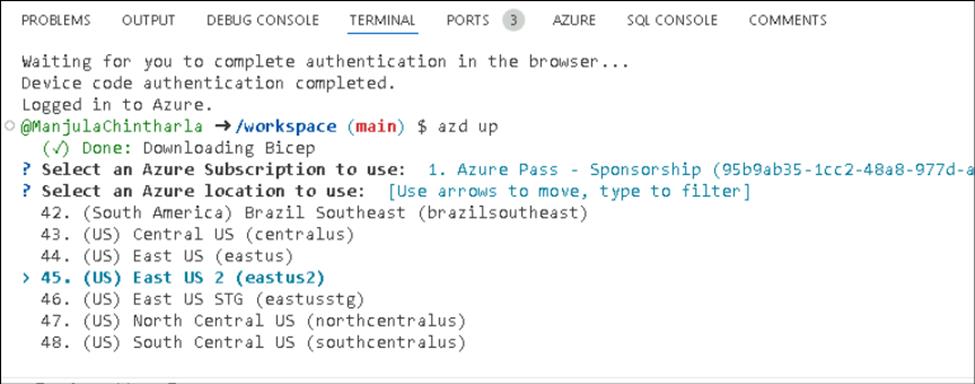 PROBLEMS OUTPUT DEBUG CONSOLE TERMINAL PORTS 3 AZURE SQL CONSOLE COMMENTS
Waiting for you to complete authentication in the browser...
Device code authentication completed.
Logged in to Azure.
@ManjulaChintharla ➜ /workspace (main) $ azd up
(✓) Done: Downloading Bicep
? Select an Azure Subscription to use: 1. Azure Pass - Sponsorship (95b9ab35-1cc2-48a8-977d-a
? Select an Azure location to use: [Use arrows to move, type to filter]
42. (South America) Brazil Southeast (brazilsoutheast)
43. (US) Central US (centralus)
44. (US) East US (eastus)
> 45. (US) East US 2 (eastus2)
46. (US) East US STG (eastusstg)
47. (US) North Central US (northcentralus)
48. (US) South Central US (southcentralus)